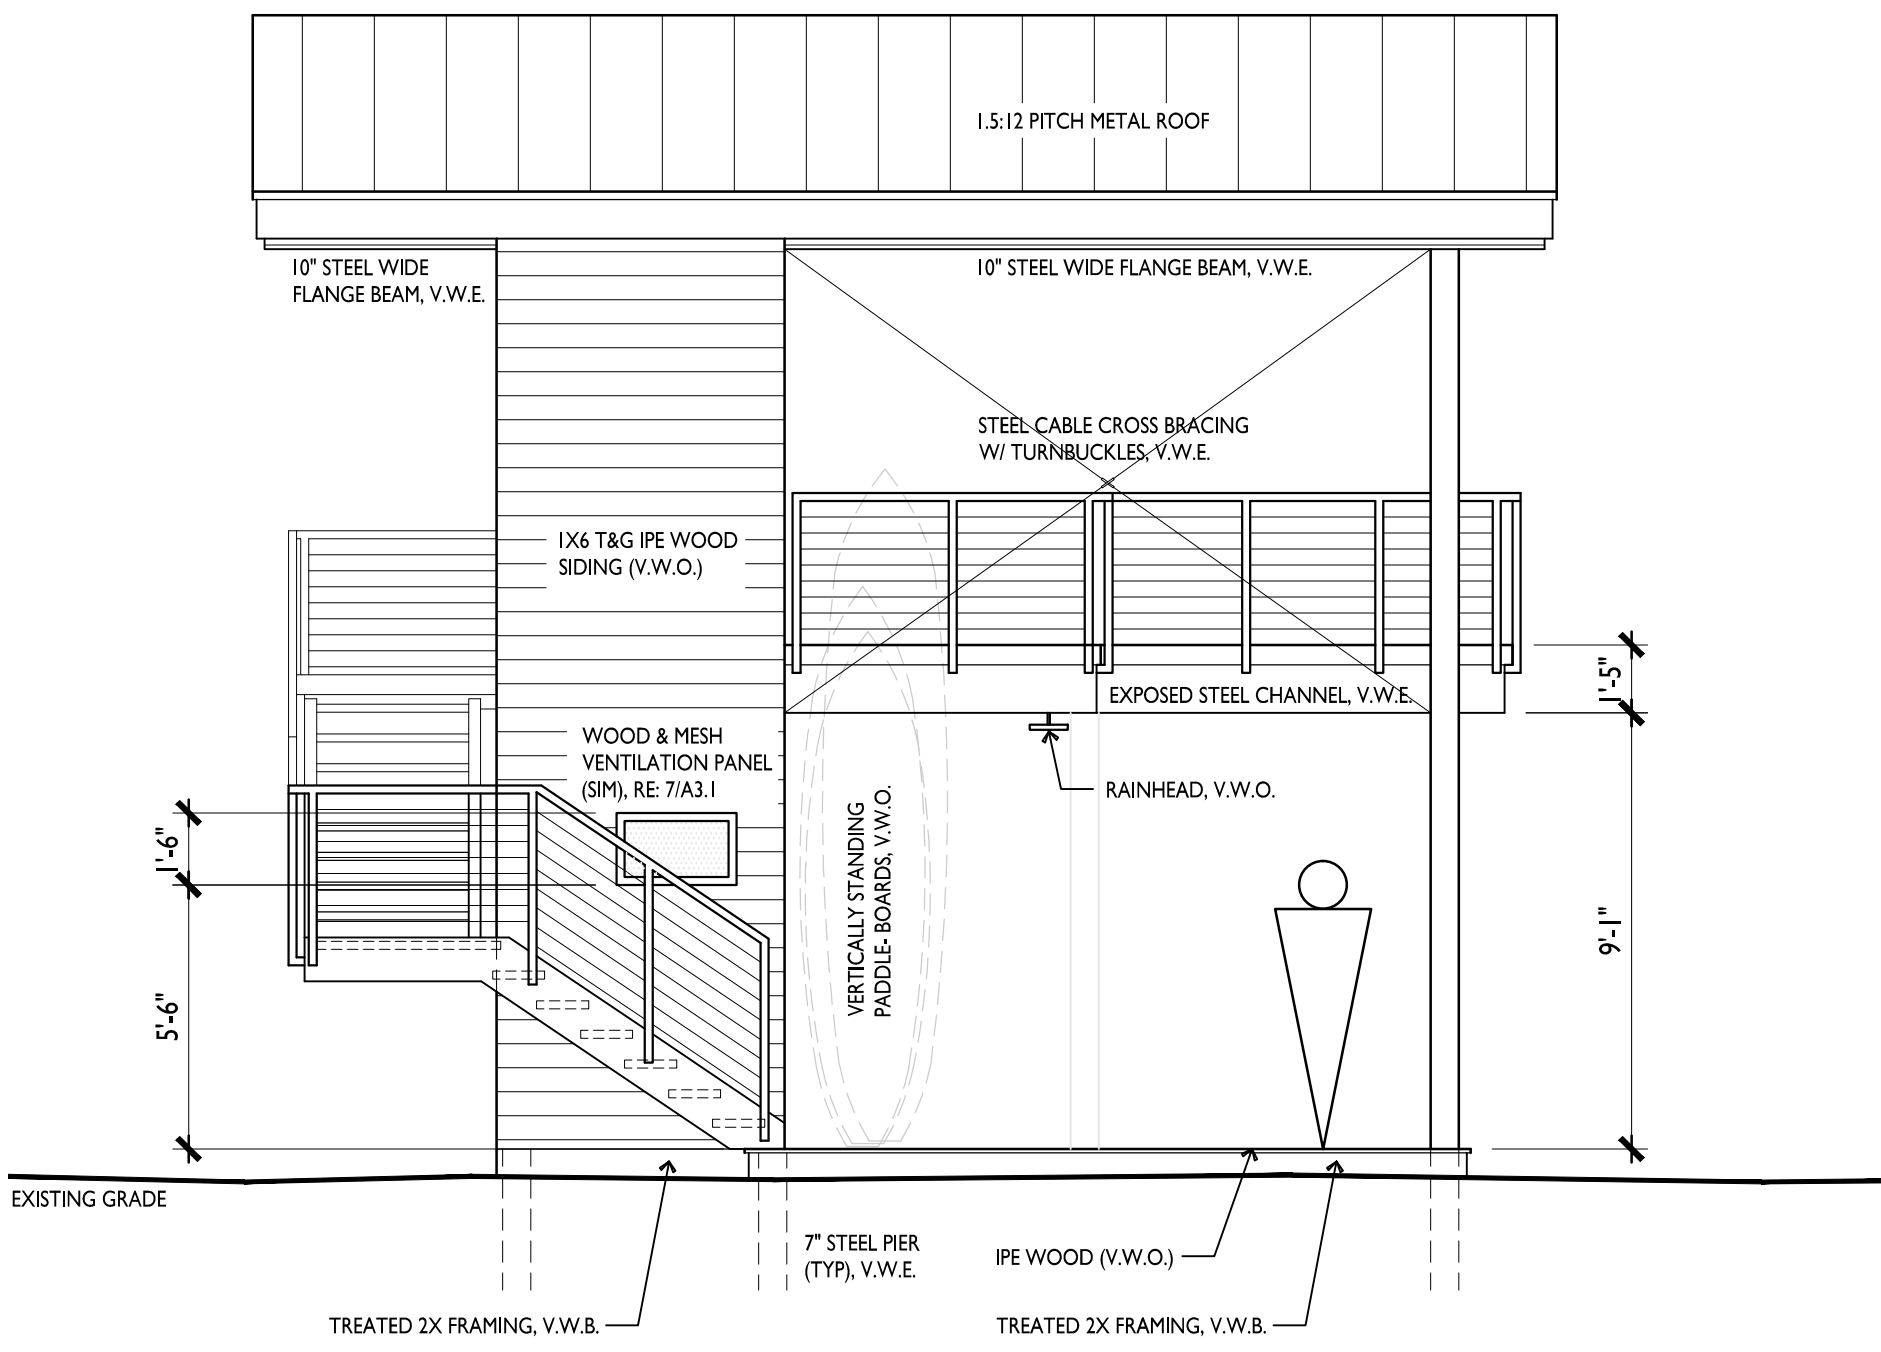 1.5:12 PITCH METAL ROOF
10" STEEL WIDE
FLANGE BEAM, V.W.E.
10" STEEL WIDE FLANGE BEAM, V.W.E.
STEEL CABLE CROSS BRACING
W/ TURNBUCKLES, V.W.E.
1X6 T&G IPE WOOD
SIDING (V.W.O.)
1'-5"
EXPOSED STEEL CHANNEL, V.W.E.
WOOD & MESH
VENTILATION PANEL
(SIM), RE: 7/A3.1
RAINHEAD, V.W.O.
1'-6"
VERTICALLY STANDING
PADDLE- BOARDS, V.W.O.
9'-1"
5'-6"
EXISTING GRADE
7" STEEL PIER
(TYP), V.W.E.
IPE WOOD (V.W.O.)
TREATED 2X FRAMING, V.W.B.
TREATED 2X FRAMING, V.W.B.